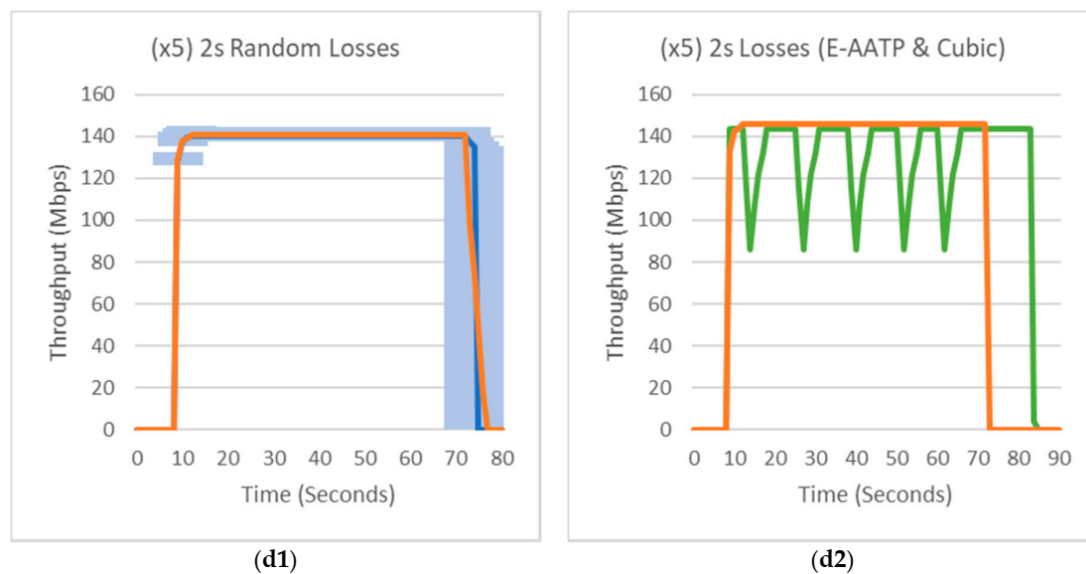 (x5) 2s Random Losses
Throughput (Mbps)
160
140
120
100
80
60
40
20
0
0 10 20 30 40 50 60 70 80
Time (Seconds)
(d1)
(x5) 2s Losses (E-AATP & Cubic)
Throughput (Mbps)
160
140
120
100
80
60
40
20
0
0 10 20 30 40 50 60 70 80 90
Time (Seconds)
(d2)